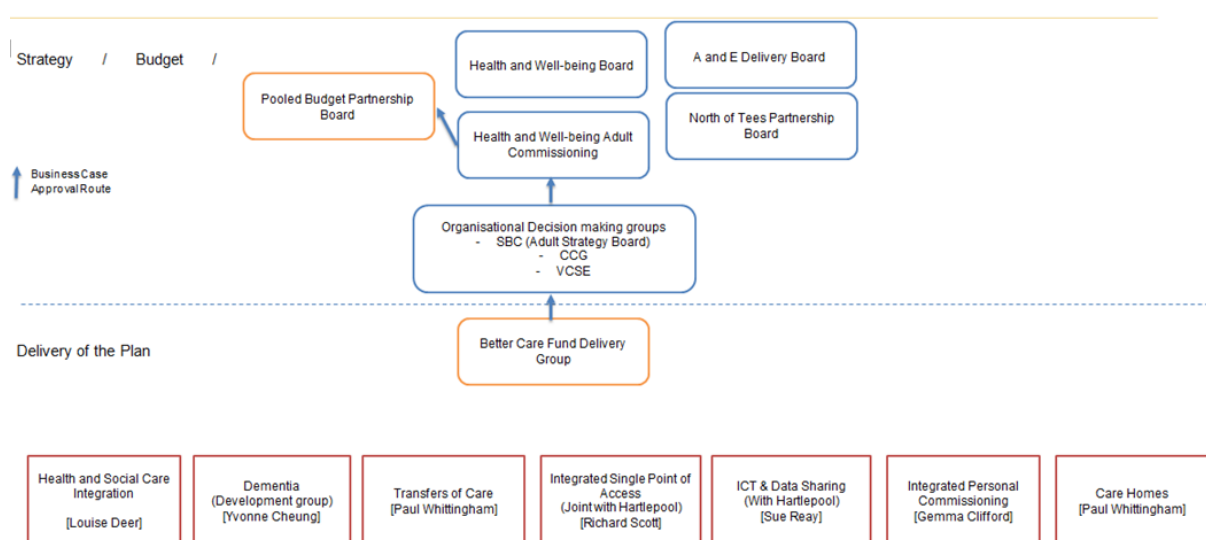 Strategy / Budget /
Health and Well-being Board
A and E Delivery Board
Pooled Budget Partnership
Board
North of Tees Partnership
Board
Health and Well-being Adult
Commissioning
Business Case
Approval Route
Organisational Decision making groups
- SBC (Adult Strategy Board)
- CCG
- VCSE
Delivery of the Plan
Better Care Fund Delivery
Group
Health and Social Care
Integration
[Louise Deer]
Dementia
(Development group)
[Yvonne Cheung]
Transfers of Care
[Paul Whittingham]
Integrated Single Point of
Access
(Joint with Hartlepool)
[Richard Scott]
ICT & Data Sharing
(With Hartlepool)
[Sue Reay]
Integrated Personal
Commissioning
[Gemma Clifford]
Care Homes
[Paul Whittingham]